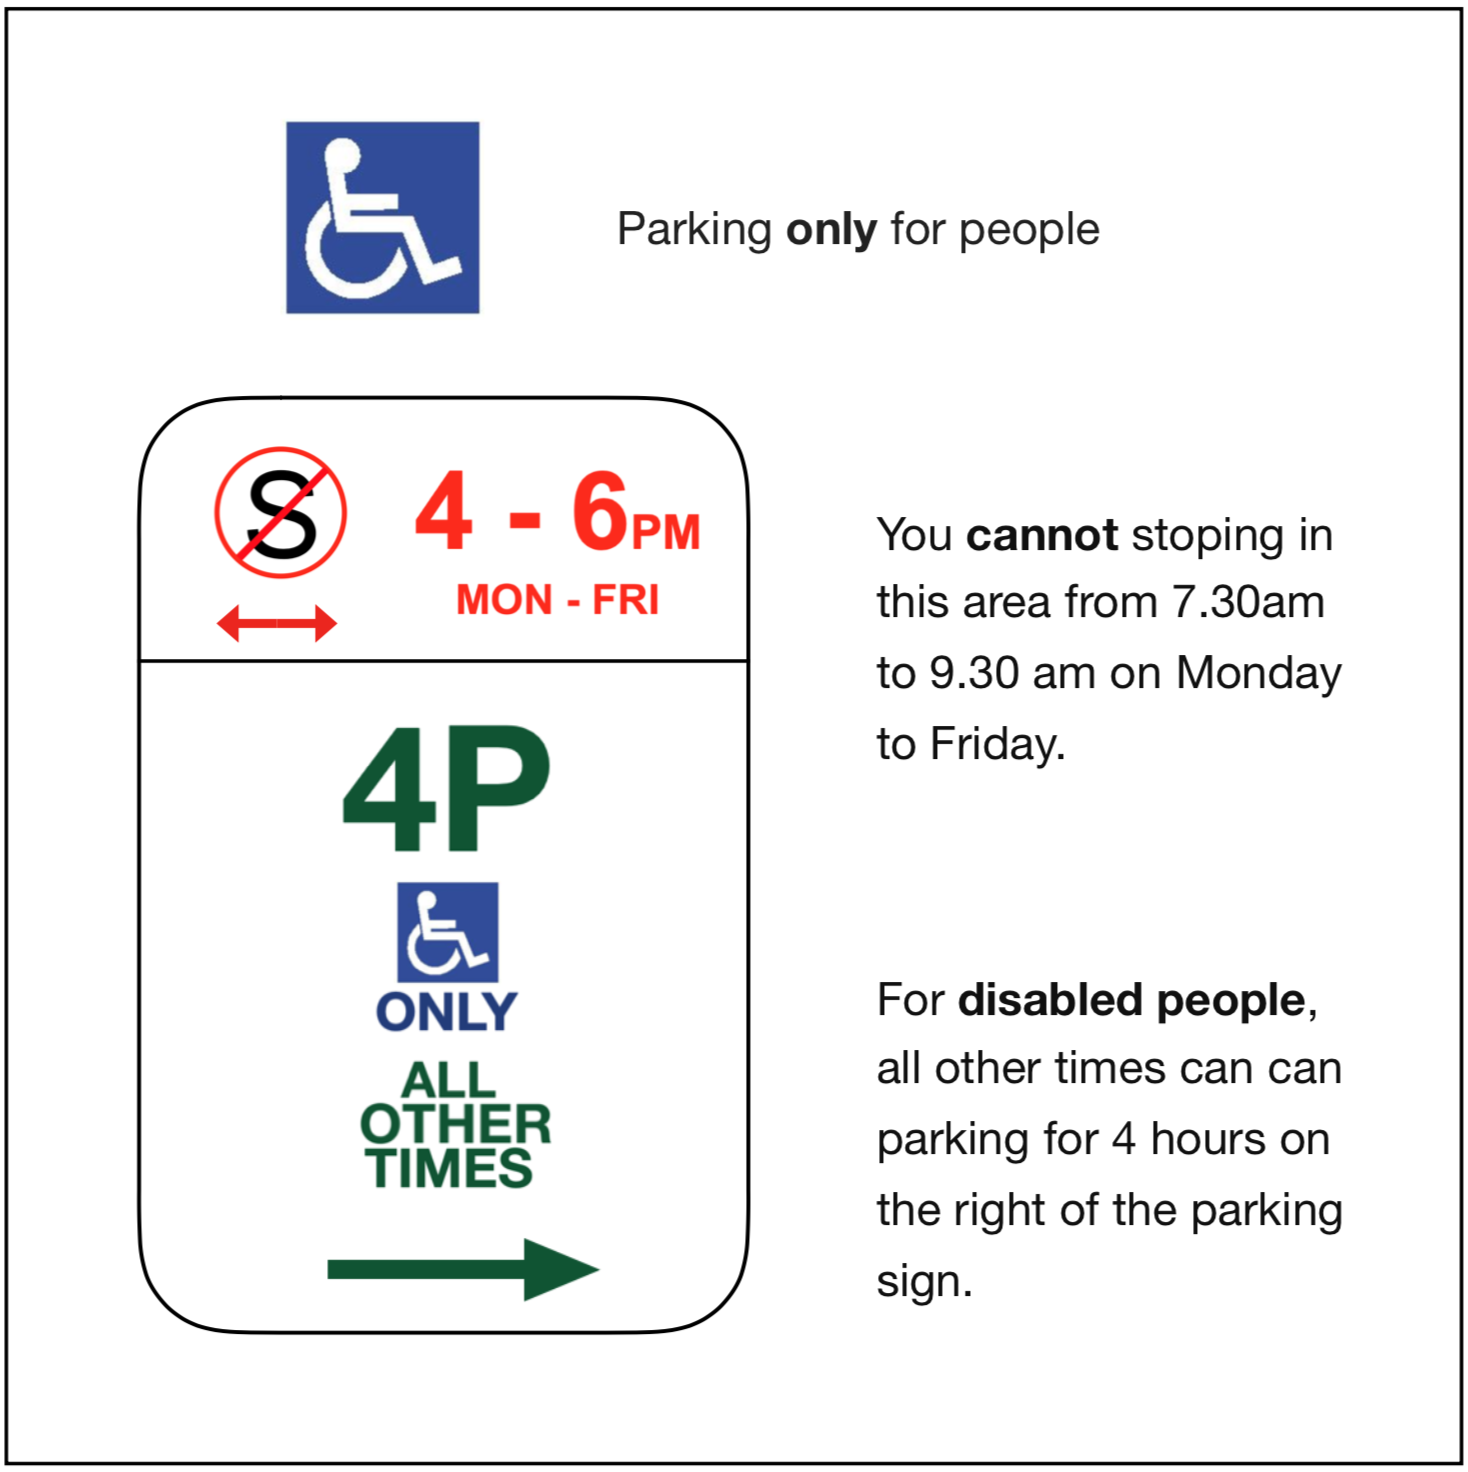 Parking only for people
S 4 - 6PM
MON - FRI
You cannot stoping in
this area from 7.30am
to 9.30 am on Monday
to Friday.
4P
ONLY
ALL
OTHER
TIMES
For disabled people,
all other times can can
parking for 4 hours on
the right of the parking
sign.